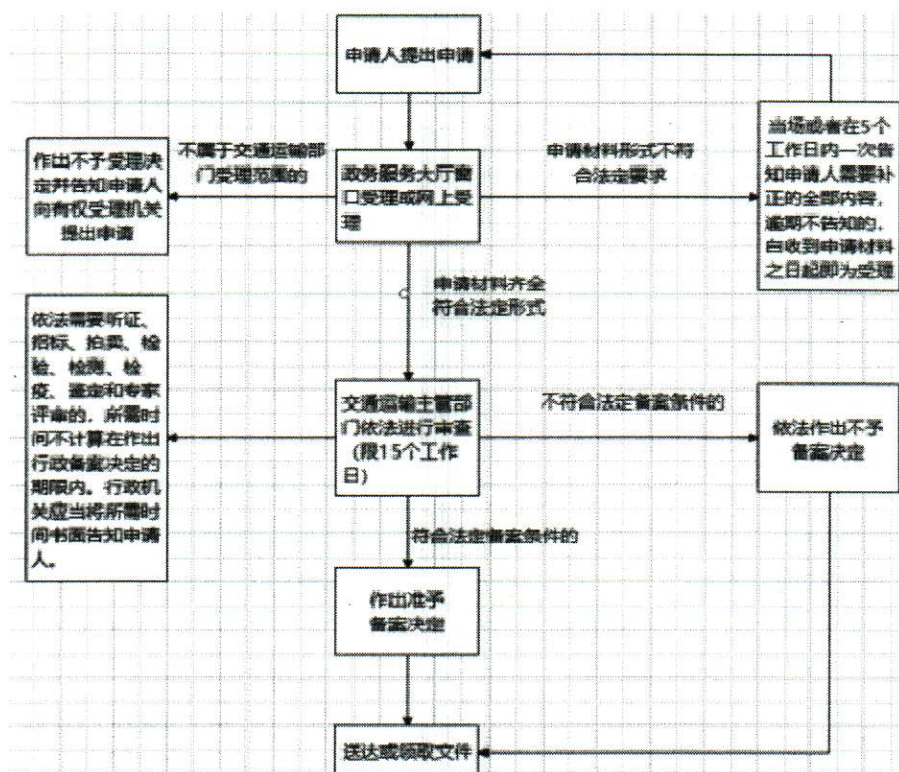 申请人提出申请
作出不予受理决
定并告知申请人
向有权受理机关
提出申请
不属于交通运输部
门受理范围的
政务服务大厅窗
口受理或网上受
理
申请材料形式不符
合法定要求
当场或者在5个
工作日内一次告
知申请人需要补
正的全部内容，
逾期不告知的，
自收到申请材料
之日起即为受理
申请材料齐全
符合法定形式
依法需要听证、
招标、拍卖、检
验、检测、检
疫、鉴定和专家
评审的，所需时
间不计算在作出
行政备案决定的
期限内。行政机
关应当将所需时
间书面告知申请
人。
交通运输主管部
门依法进行审查
（限15个工作
日）
不符合法定备案条件的
依法作出不予
备案决定
符合法定备案条件的
作出准予
备案决定
送达或领取文件